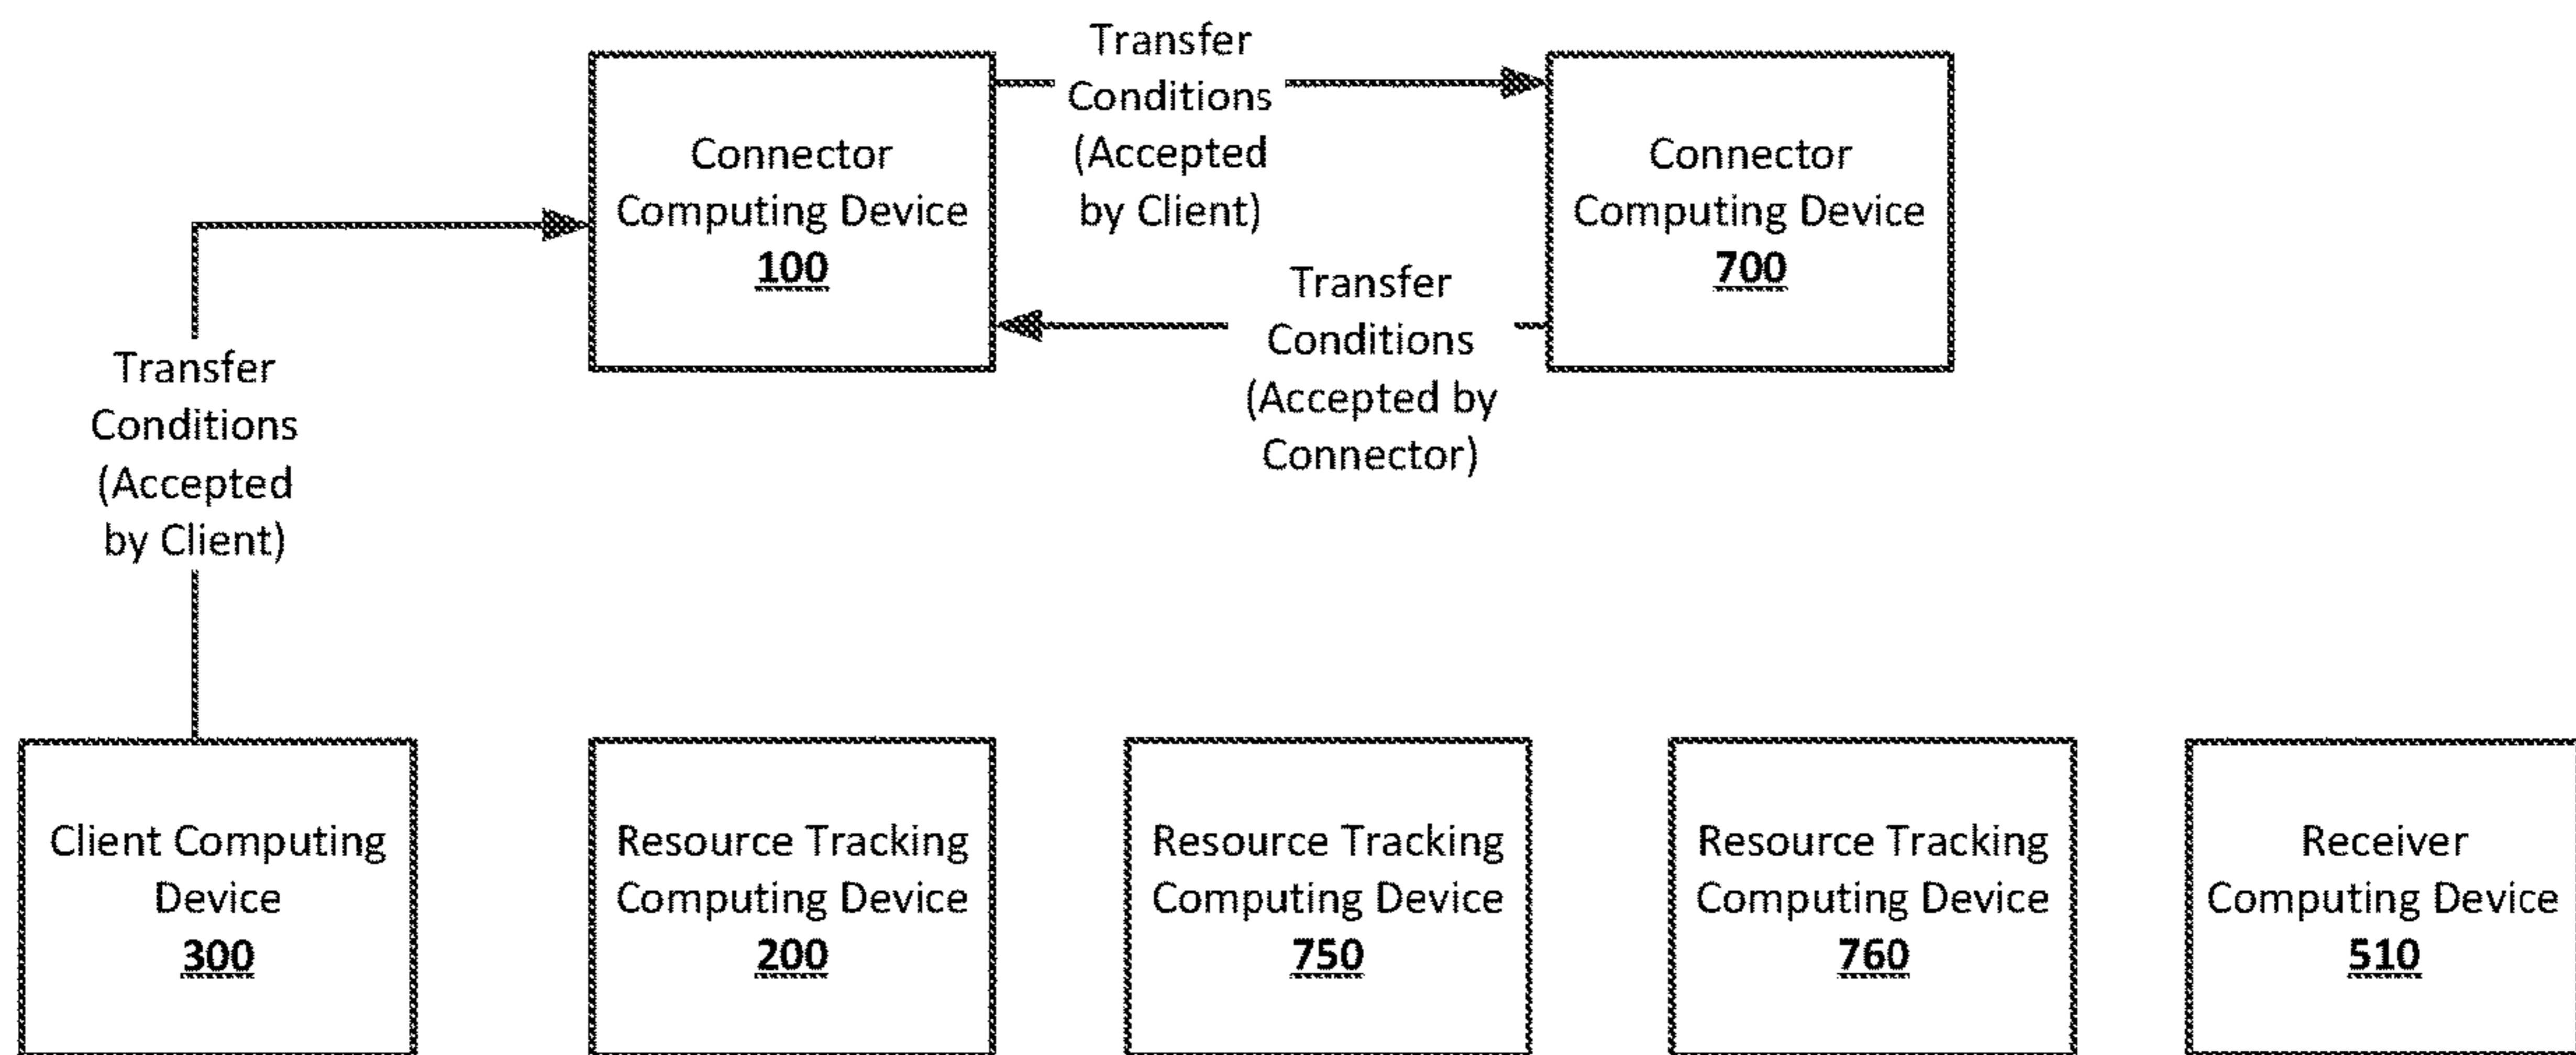 Transfer
Conditions
(Accepted
by Client)
Connector
Computing Device
100
Connector
Computing Device
700
Transfer
Conditions
(Accepted by
Connector)
Transfer
Conditions
(Accepted
by Client)
Client Computing
Device
300
Resource Tracking
Computing Device
200
Resource Tracking
Computing Device
750
Resource Tracking
Computing Device
760
Receiver
Computing Device
510